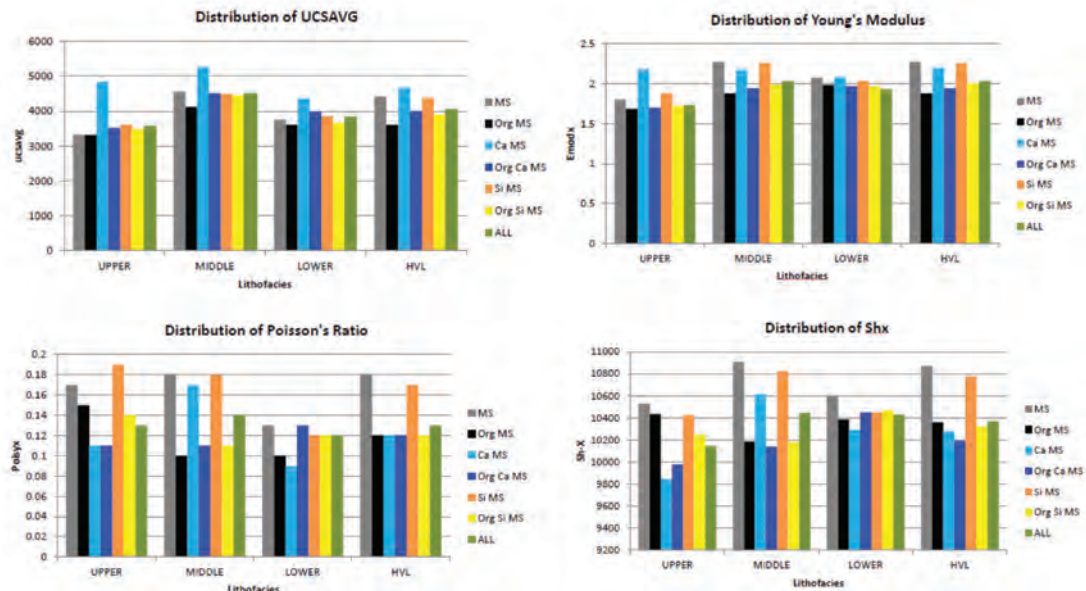 Distribution of UCSAVG
6000
5000
4000
3000
2000
1000
0
ucsavg
UPPER MIDDLE LOWER HVL
Lithofacies
MS
Org MS
Ca MS
Org Ca MS
Si MS
Org Si MS
ALL
Distribution of Young's Modulus
2.5
2
1.5
1
0.5
0
Emodx
UPPER MIDDLE LOWER HVL
Lithofacies
MS
Org MS
Ca MS
Org Ca MS
Si MS
Org Si MS
ALL
Distribution of Poisson's Ratio
0.2
0.18
0.16
0.14
0.12
0.1
0.08
0.06
0.04
0.02
0
UPPER MIDDLE LOWER HVL
Lithofacies
MS
Org MS
Ca MS
Org Ca MS
Si MS
Org Si MS
ALL
Distribution of Shx
11000
10800
10600
10400
10200
10000
9800
9600
9400
9200
Sh-X
UPPER MIDDLE LOWER HVL
Lithofacies
MS
Org MS
Ca MS
Org Ca MS
Si MS
Org Si MS
ALL